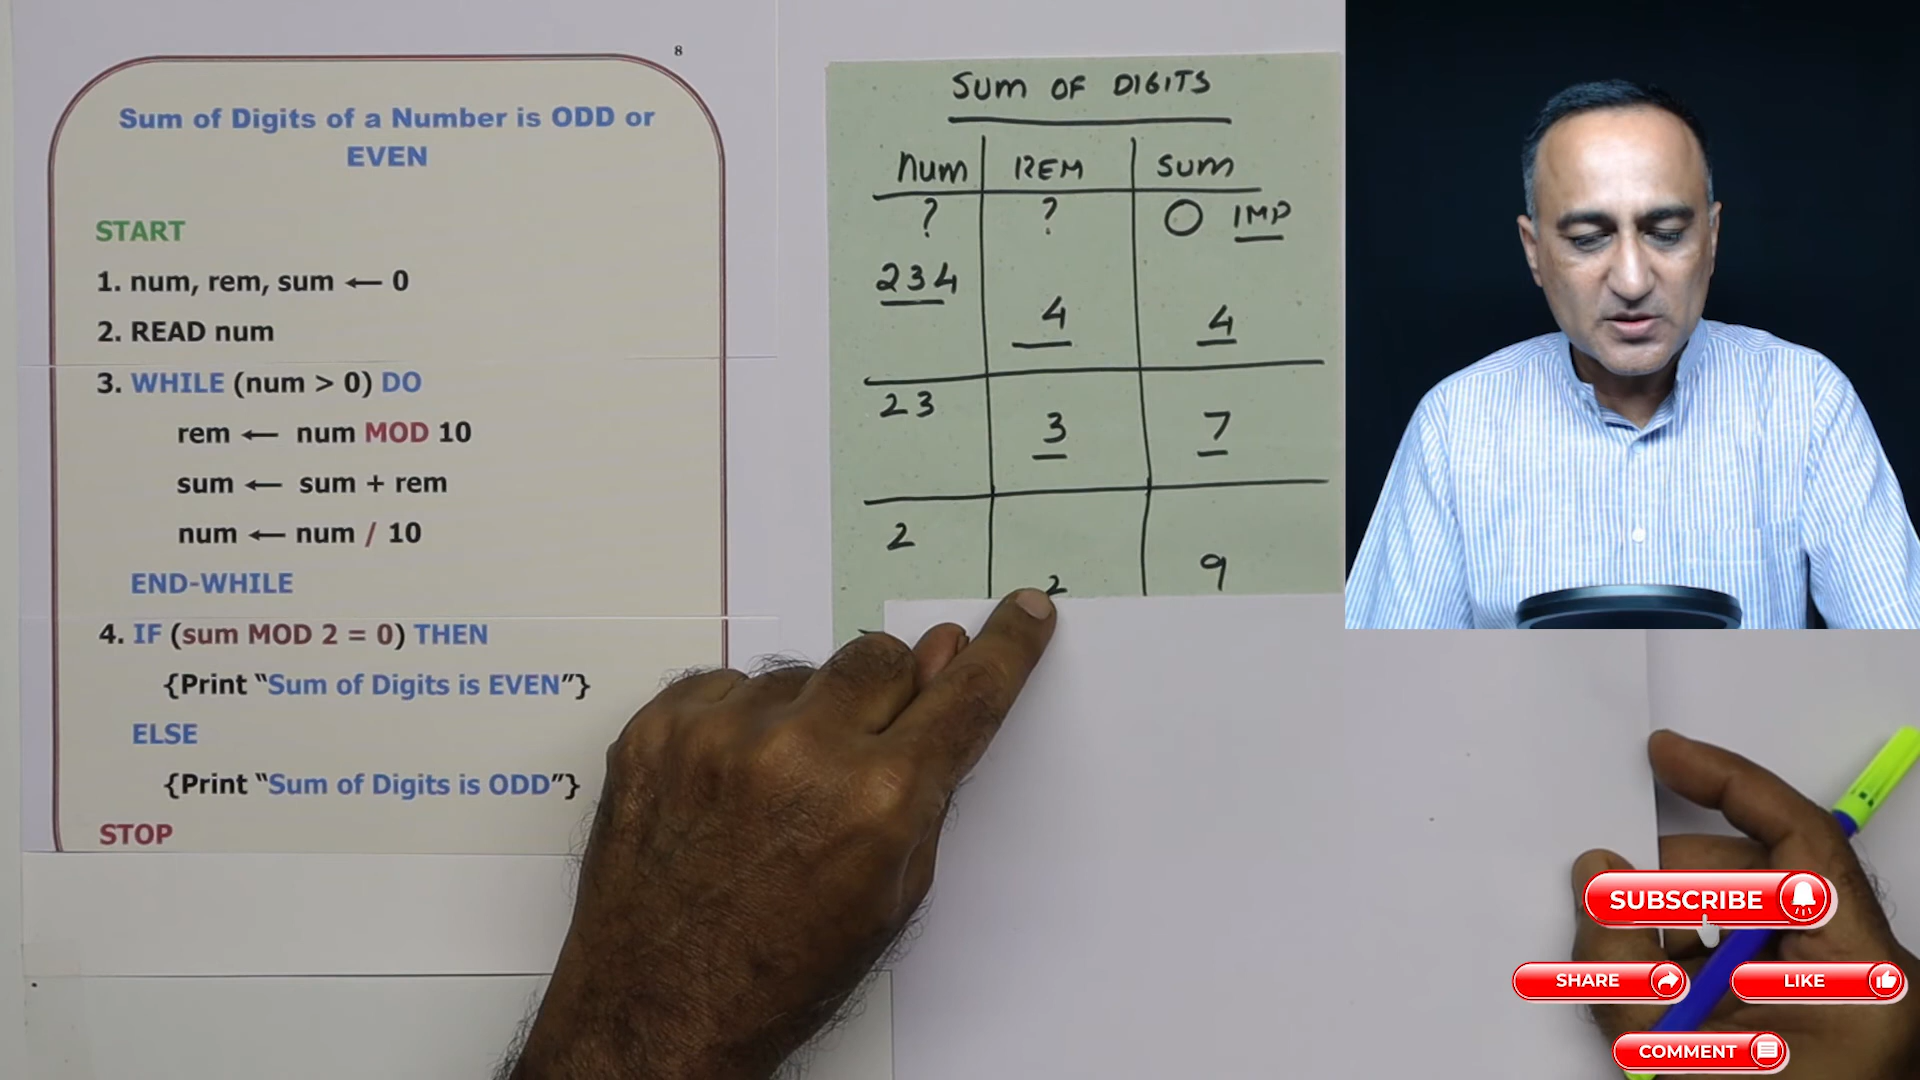 8
Sum of Digits of a Number is ODD or
EVEN
START
1. num, rem, sum ← 0
2. READ num
3. WHILE (num > 0) DO
rem ← num MOD 10
sum ← sum + rem
num ← num / 10
END-WHILE
4. IF (sum MOD 2 = 0) THEN
{Print “Sum of Digits is EVEN”}
ELSE
{Print “Sum of Digits is ODD”}
STOP
SUM OF DIGITS
num REM SUM
? ? 0 IMP
234
4 4
23
3 7
2
2 9
SUBSCRIBE
SHARE LIKE
COMMENT